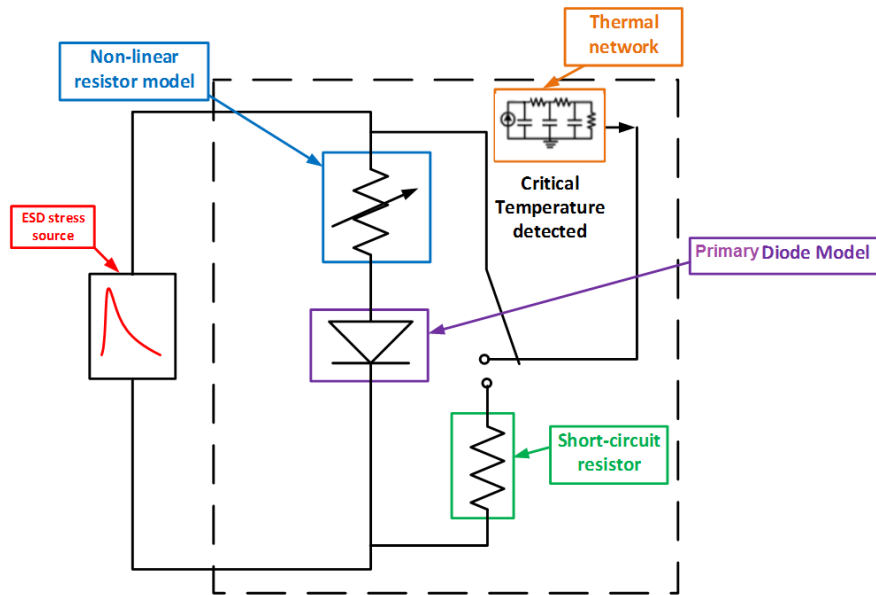 Thermal
network
Non-linear
resistor model
Critical
Temperature
detected
ESD stress
source
Primary Diode Model
Short-circuit
resistor